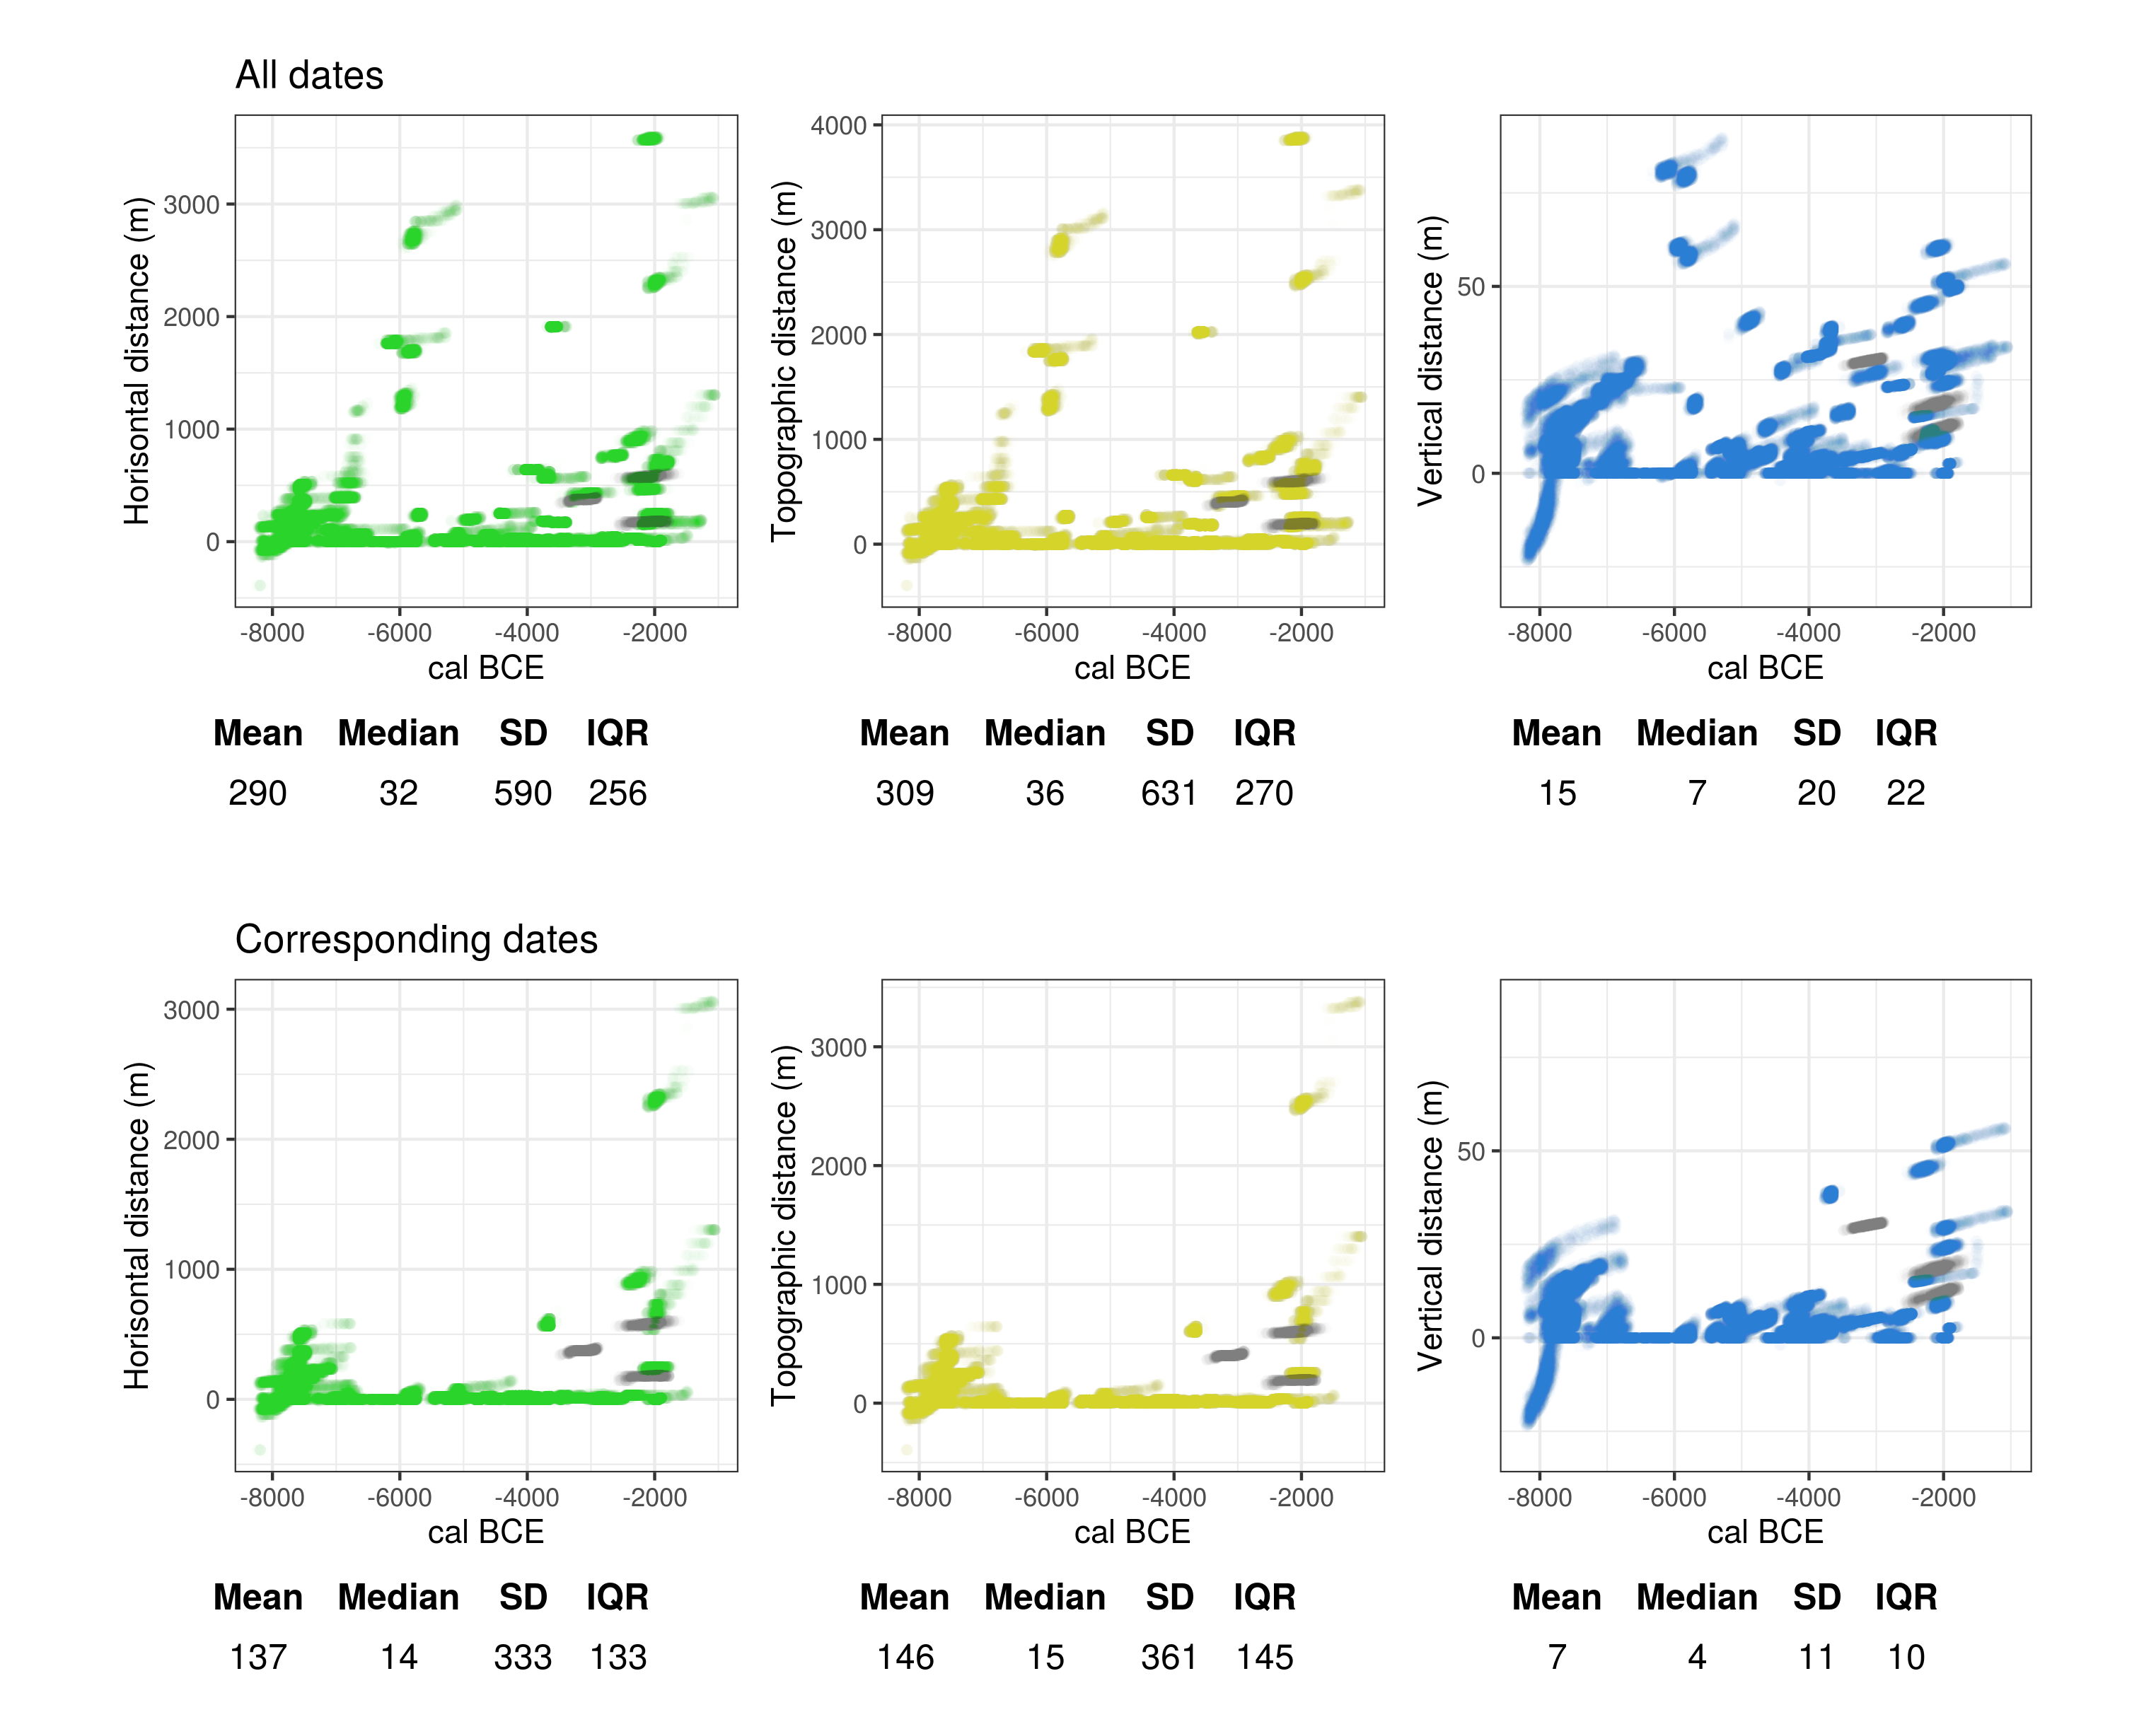 All dates
Horisontal distance (m)
3000
2000
1000
0
-8000 -6000 -4000 -2000
cal BCE
Topographic distance (m)
4000
3000
2000
1000
0
-8000 -6000 -4000 -2000
cal BCE
Vertical distance (m)
50
0
-8000 -6000 -4000 -2000
cal BCE
Mean Median SD IQR
290 32 590 256
Mean Median SD IQR
309 36 631 270
Mean Median SD IQR
15 7 20 22
Corresponding dates
Horisontal distance (m)
3000
2000
1000
0
-8000 -6000 -4000 -2000
cal BCE
Topographic distance (m)
3000
2000
1000
0
-8000 -6000 -4000 -2000
cal BCE
Vertical distance (m)
50
0
-8000 -6000 -4000 -2000
cal BCE
Mean Median SD IQR
137 14 333 133
Mean Median SD IQR
146 15 361 145
Mean Median SD IQR
7 4 11 10